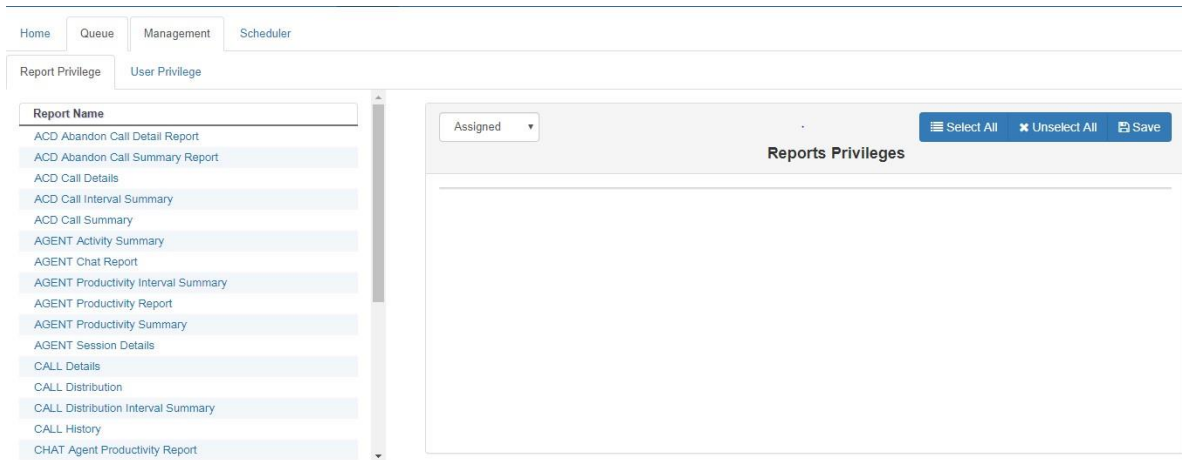 Home Queue Management Scheduler
Report Privilege User Privilege
Report Name
ACD Abandon Call Detail Report
ACD Abandon Call Summary Report
ACD Call Details
ACD Call Interval Summary
ACD Call Summary
AGENT Activity Summary
AGENT Chat Report
AGENT Productivity Interval Summary
AGENT Productivity Report
AGENT Productivity Summary
AGENT Session Details
CALL Details
CALL Distribution
CALL Distribution Interval Summary
CALL History
CHAT Agent Productivity Report
Assigned
Select All Unselect All Save
Reports Privileges